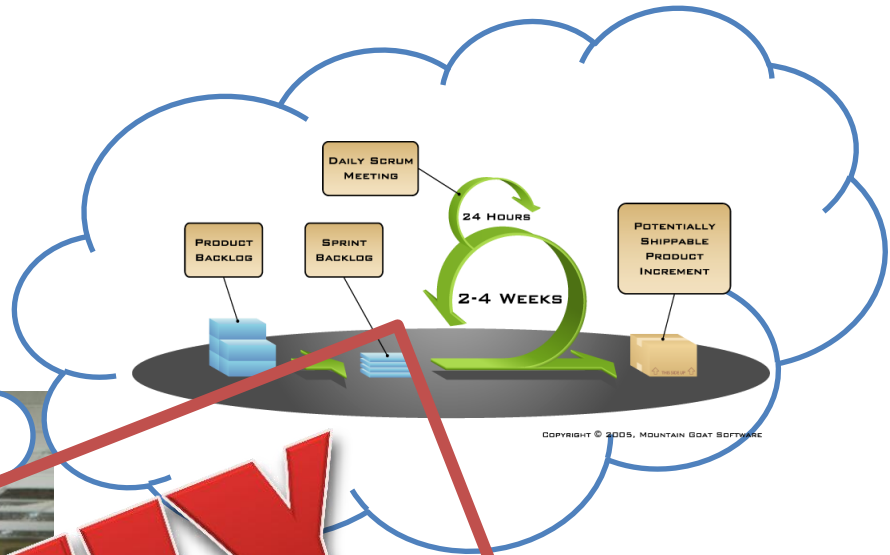 DAILY SCRUM
MEETING
24 HOURS
PRODUCT
BACKLOG
SPRINT
BACKLOG
POTENTIALLY
SHIPPABLE
PRODUCT
INCREMENT
2-4 WEEKS
COPYRIGHT © 2005, MOUNTAIN GOAT SOFTWARE